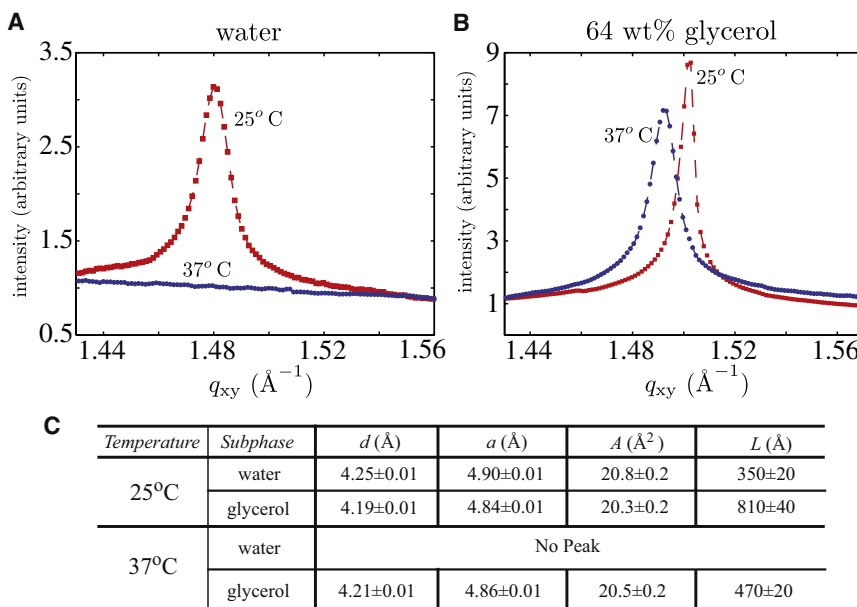 A
water
intensity (arbitrary units)
3.5
2.5
1.5
0.5
25° C
37° C
1.44
1.48
1.52
1.56
q_xy (Å⁻¹)
B
64 wt% glycerol
intensity (arbitrary units)
9
7
5
3
1
25° C
37° C
1.44
1.48
1.52
1.56
q_xy (Å⁻¹)
C
Temperature Subphase d (Å) a (Å) A (Å²) L (Å)
25°C
water 4.25±0.01 4.90±0.01 20.8±0.2 350±20
glycerol 4.19±0.01 4.84±0.01 20.3±0.2 810±40
37°C
water No Peak
glycerol 4.21±0.01 4.86±0.01 20.5±0.2 470±20